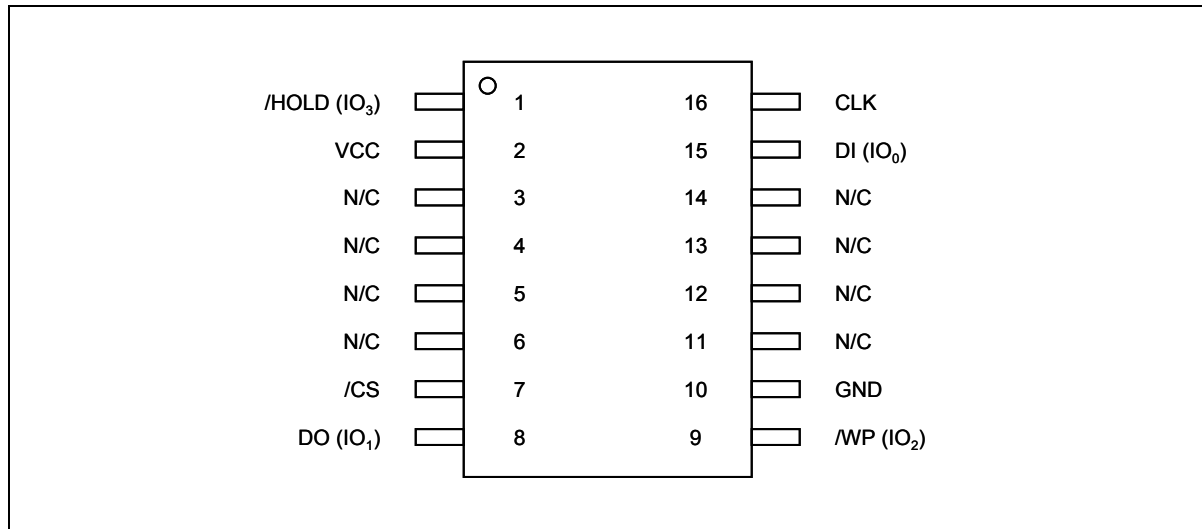 /HOLD (IO₃) 1 16 CLK
VCC 2 15 DI (IO₀)
N/C 3 14 N/C
N/C 4 13 N/C
N/C 5 12 N/C
N/C 6 11 N/C
/CS 7 10 GND
DO (IO₁) 8 9 /WP (IO₂)